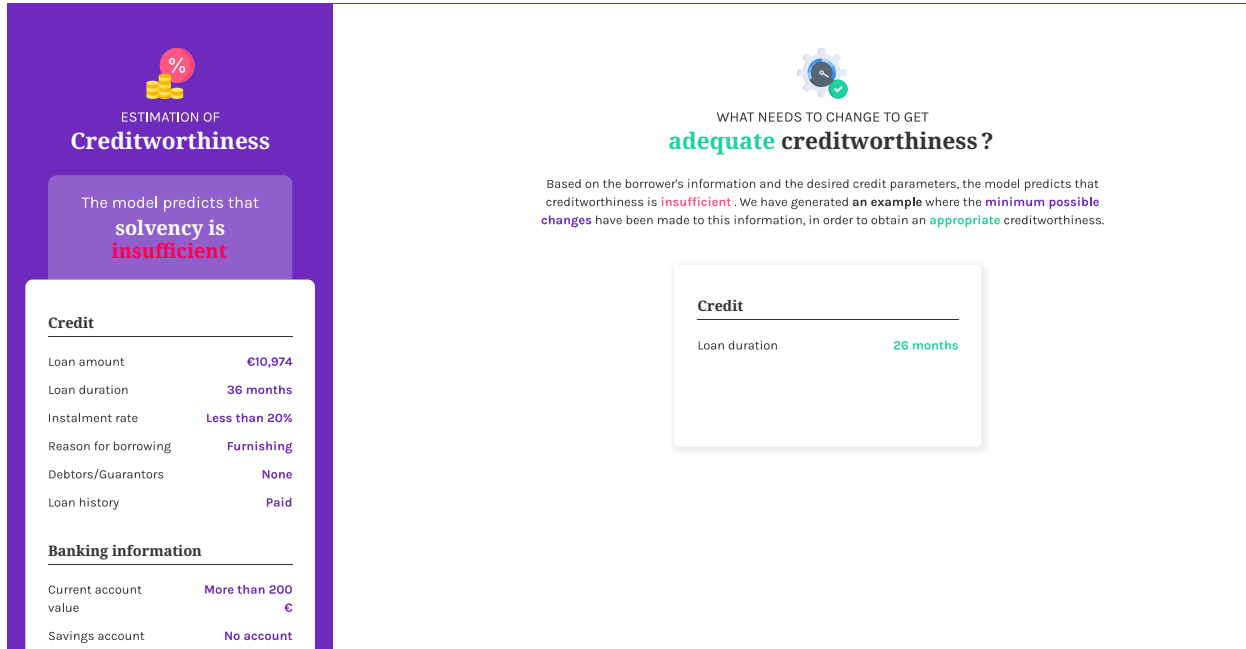 %
ESTIMATION OF
Creditworthiness
The model predicts that
solvency is
insufficient
Credit
Loan amount €10,974
Loan duration 36 months
Instalment rate Less than 20%
Reason for borrowing Furnishing
Debtors/Guarantors None
Loan history Paid
Banking information
Current account More than 200
value €
Savings account No account
WHAT NEEDS TO CHANGE TO GET
adequate creditworthiness ?
Based on the borrower's information and the desired credit parameters, the model predicts that
creditworthiness is insufficient . We have generated an example where the minimum possible
changes have been made to this information, in order to obtain an appropriate creditworthiness.
Credit
Loan duration 26 months